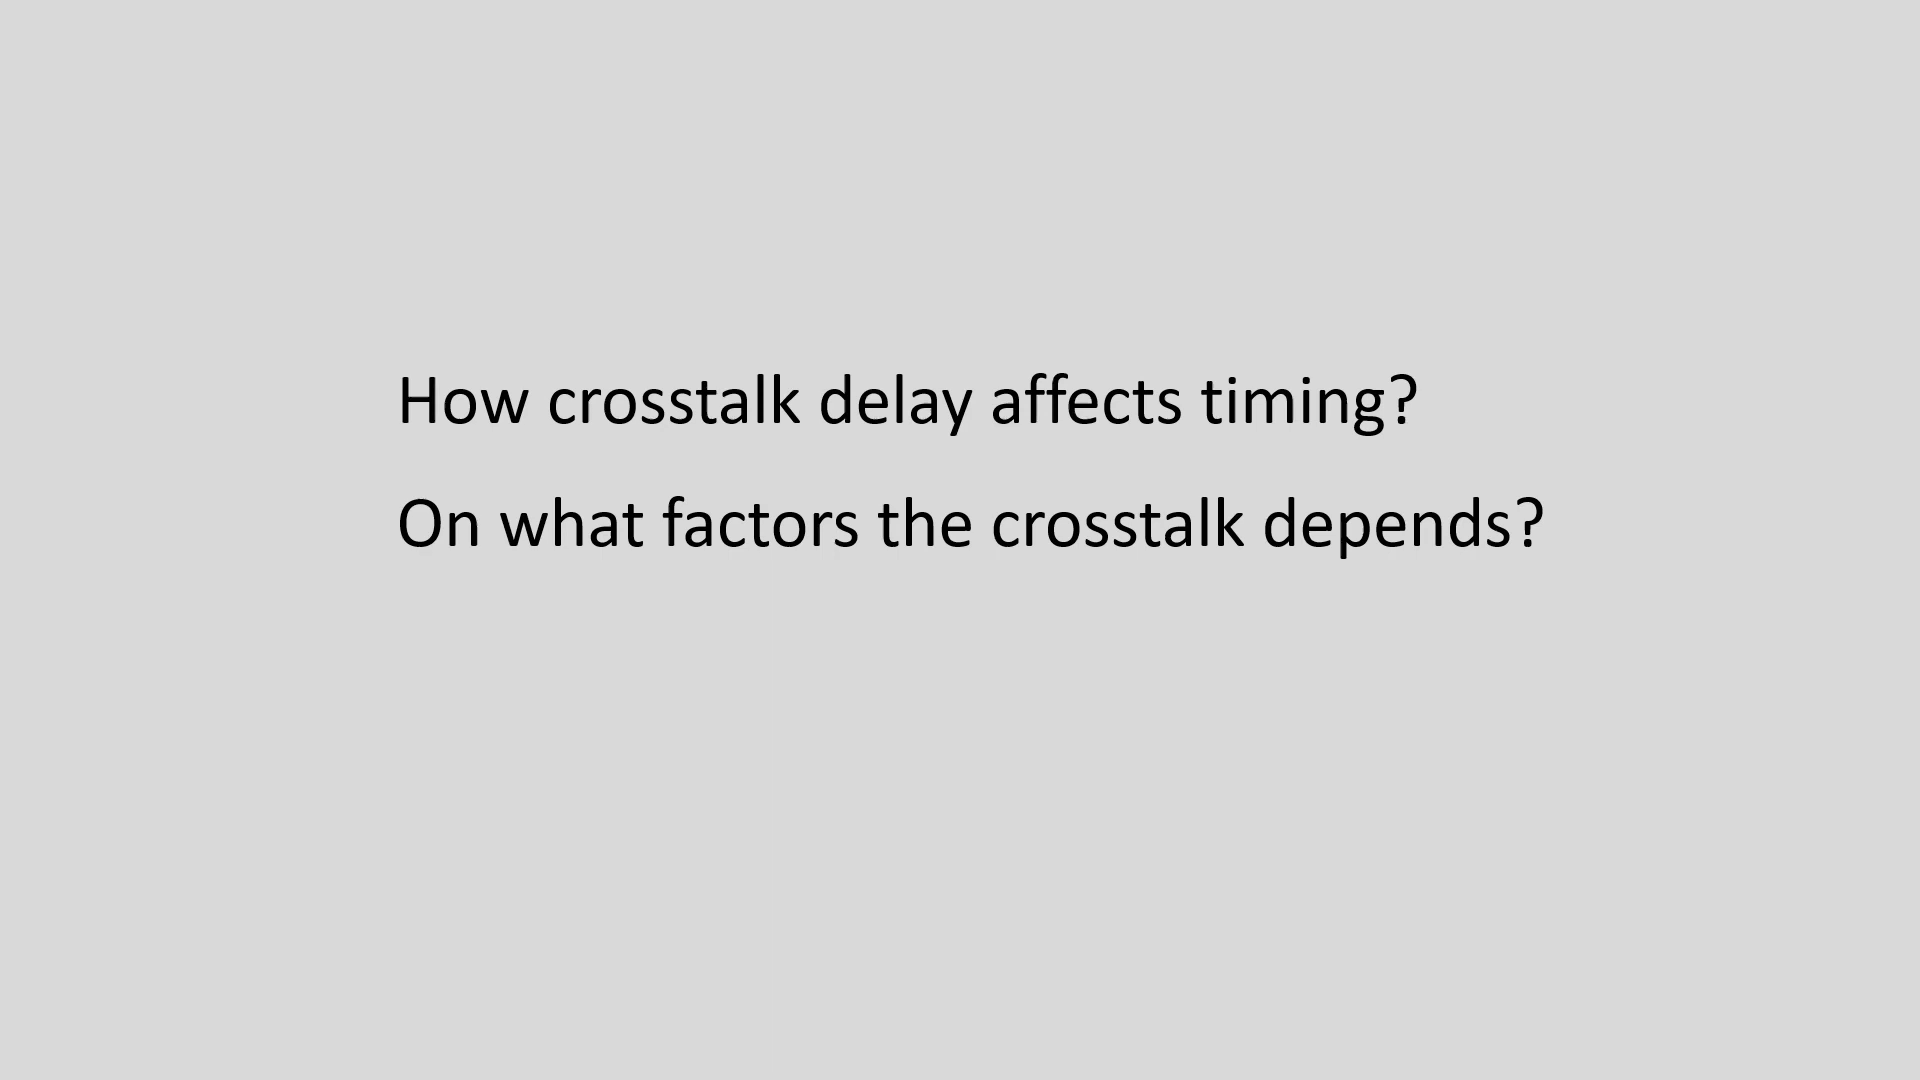 How crosstalk delay affects timing?
On what factors the crosstalk depends?